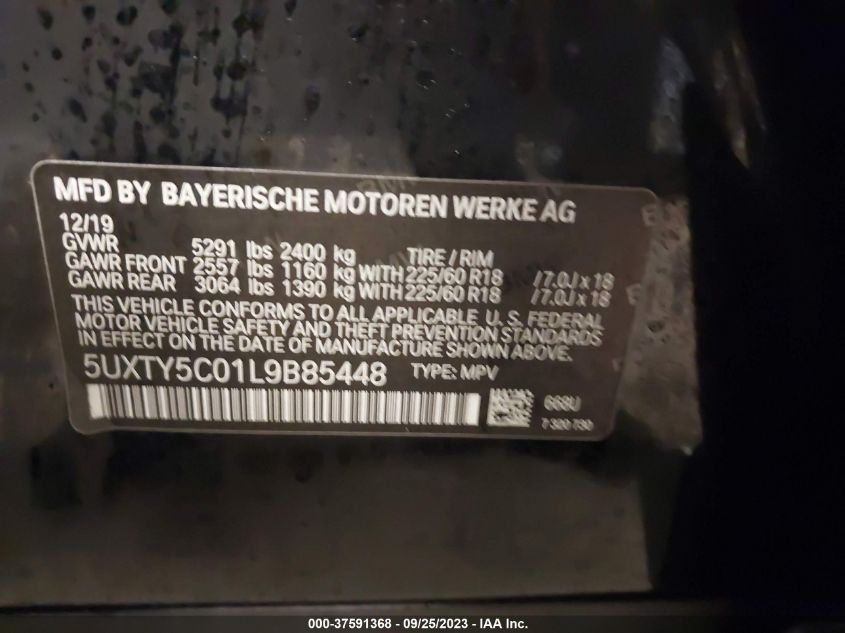 MFD BY BAYERISCHE MOTOREN WERKE AG
12/19
GVWR 5291 lbs 2400 kg TIRE / RIM
GAWR FRONT 2557 lbs 1160 kg WITH 225/60 R18 / 7.0J x 18
GAWR REAR 3064 lbs 1390 kg WITH 225/60 R18 / 7.0J x 18
THIS VEHICLE CONFORMS TO ALL APPLICABLE U. S. FEDERAL
MOTOR VEHICLE SAFETY AND THEFT PREVENTION STANDARDS
IN EFFECT ON THE DATE OF MANUFACTURE SHOWN ABOVE.
5UXTY5C01L9B85448 TYPE: MPV
7 320 730
000-37591368 - 09/25/2023 - IAA Inc.